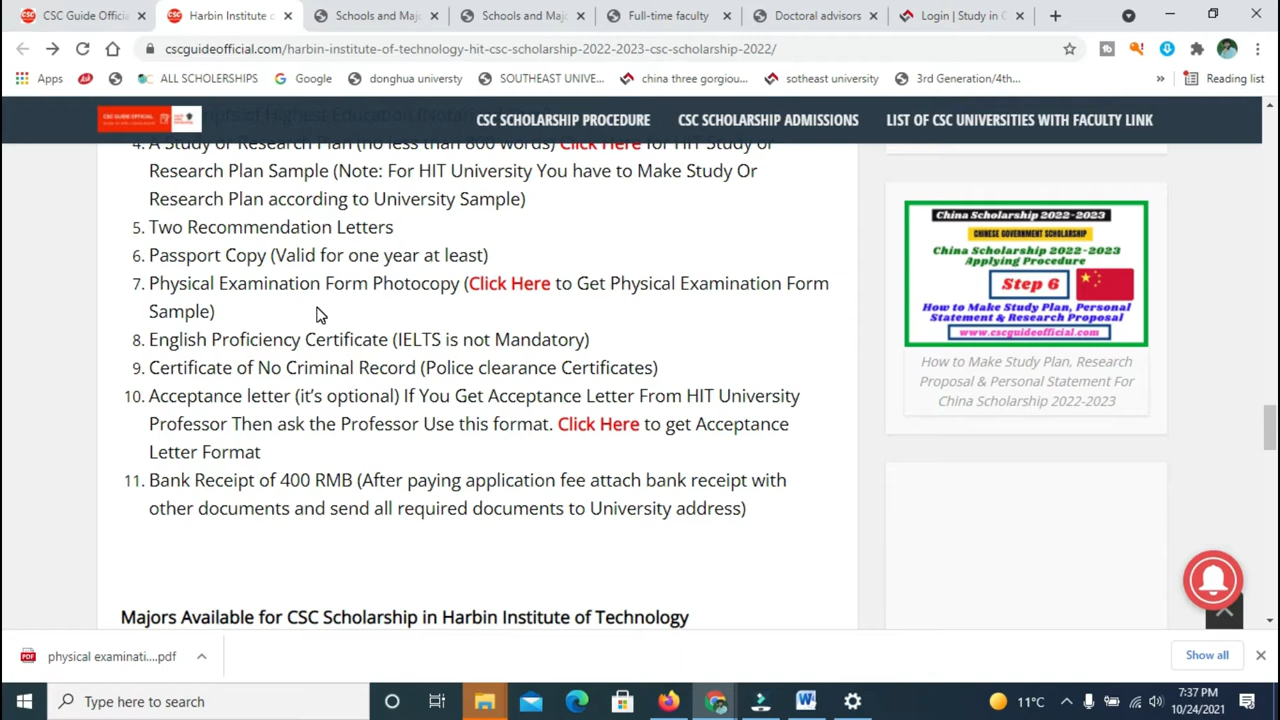 CSC Guide Offici
Harbin Institute o
Schools and Maj
Schools and Maj
Full-time faculty
Doctoral advisors
Login | Study in C
cscguideofficial.com/harbin-institute-of-technology-hit-csc-scholarship-2022-2023-csc-scholarship-2022/
Apps
ALL SCHOLERSHIPS
Google
donghua univeristy
SOUTHEAST UNIVE...
china three gorgiou...
sotheast university
3rd Generation/4th...
»
Reading list
CSC GUIDE OFFICIAL
CSC SCHOLARSHIP PROCEDURE
CSC SCHOLARSHIP ADMISSIONS
LIST OF CSC UNIVERSITIES WITH FACULTY LINK
4. A Study or Research Plan (no less than 800 words) Click Here for HIT Study or
Research Plan Sample (Note: For HIT University You have to Make Study Or
Research Plan according to University Sample)
5. Two Recommendation Letters
6. Passport Copy (Valid for one year at least)
7. Physical Examination Form Photocopy (Click Here to Get Physical Examination Form
Sample)
8. English Proficiency Certificate (IELTS is not Mandatory)
9. Certificate of No Criminal Record (Police clearance Certificates)
10. Acceptance letter (it's optional) If You Get Acceptance Letter From HIT University
Professor Then ask the Professor Use this format. Click Here to get Acceptance
Letter Format
11. Bank Receipt of 400 RMB (After paying application fee attach bank receipt with
other documents and send all required documents to University address)
Majors Available for CSC Scholarship in Harbin Institute of Technology
China Scholarship 2022-2023
CHINESE GOVERNMENT SCHOLARSHIP
China Scholarship 2022-2023
Applying Procedure
Step 6
How to Make Study Plan, Personal
Statement & Research Proposal
www.cscguideofficial.com
How to Make Study Plan, Research
Proposal & Personal Statement For
China Scholarship 2022-2023
PDF
physical examinati....pdf
Show all
Type here to search
11°C
7:37 PM
10/24/2021